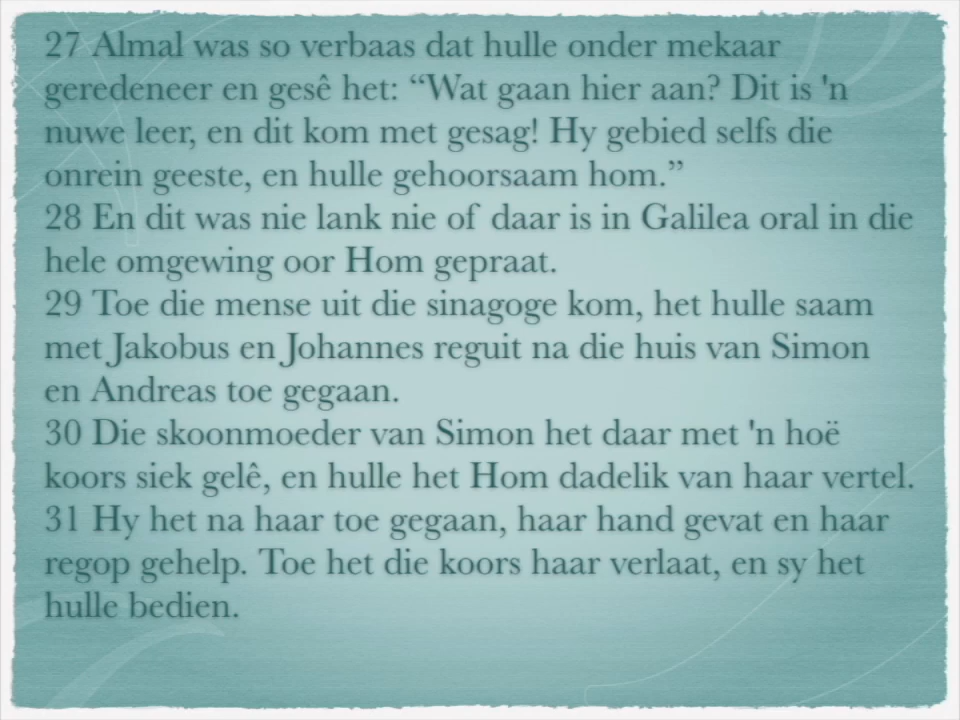 27 Almal was so verbaas dat hulle onder mekaar
geredeneer en gesê het: “Wat gaan hier aan? Dit is 'n
nuwe leer, en dit kom met gesag! Hy gebied selfs die
onrein geeste, en hulle gehoorsaam hom.”
28 En dit was nie lank nie of daar is in Galilea oral in die
hele omgewing oor Hom gepraat.
29 Toe die mense uit die sinagoge kom, het hulle saam
met Jakobus en Johannes reguit na die huis van Simon
en Andreas toe gegaan.
30 Die skoonmoeder van Simon het daar met 'n hoë
koors siek gelê, en hulle het Hom dadelik van haar vertel.
31 Hy het na haar toe gegaan, haar hand gevat en haar
regop gehelp. Toe het die koors haar verlaat, en sy het
hulle bedien.